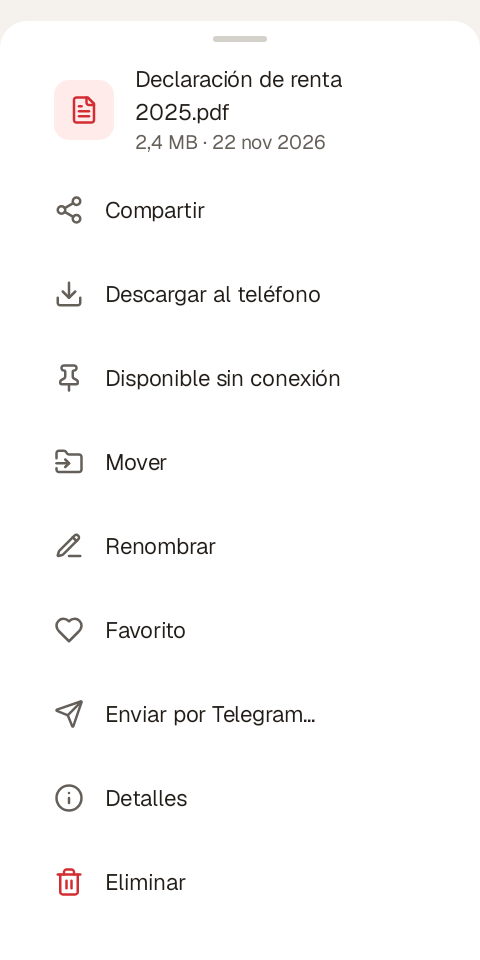 Declaración de renta
2025.pdf
2,4 MB · 22 nov 2026
Compartir
Descargar al teléfono
Disponible sin conexión
Mover
Renombrar
Favorito
Enviar por Telegram...
Detalles
Eliminar